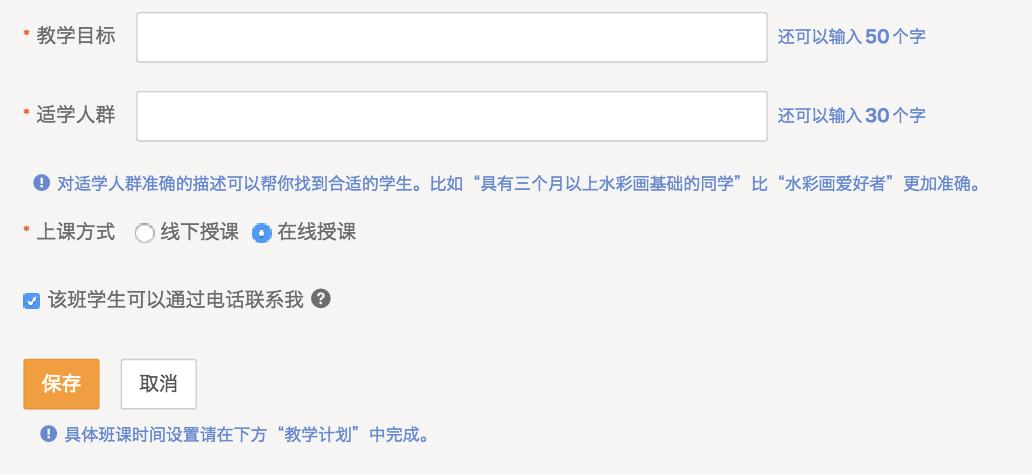 * 教学目标 还可以输入50个字
* 适学人群 还可以输入30个字
对适学人群准确的描述可以帮你找到合适的学生。比如“具有三个月以上水彩画基础的同学”比“水彩画爱好者”更加准确。
* 上课方式 线下授课 在线授课
该班学生可以通过电话联系我 ?
保存 取消
具体班课时间设置请在下方“教学计划”中完成。